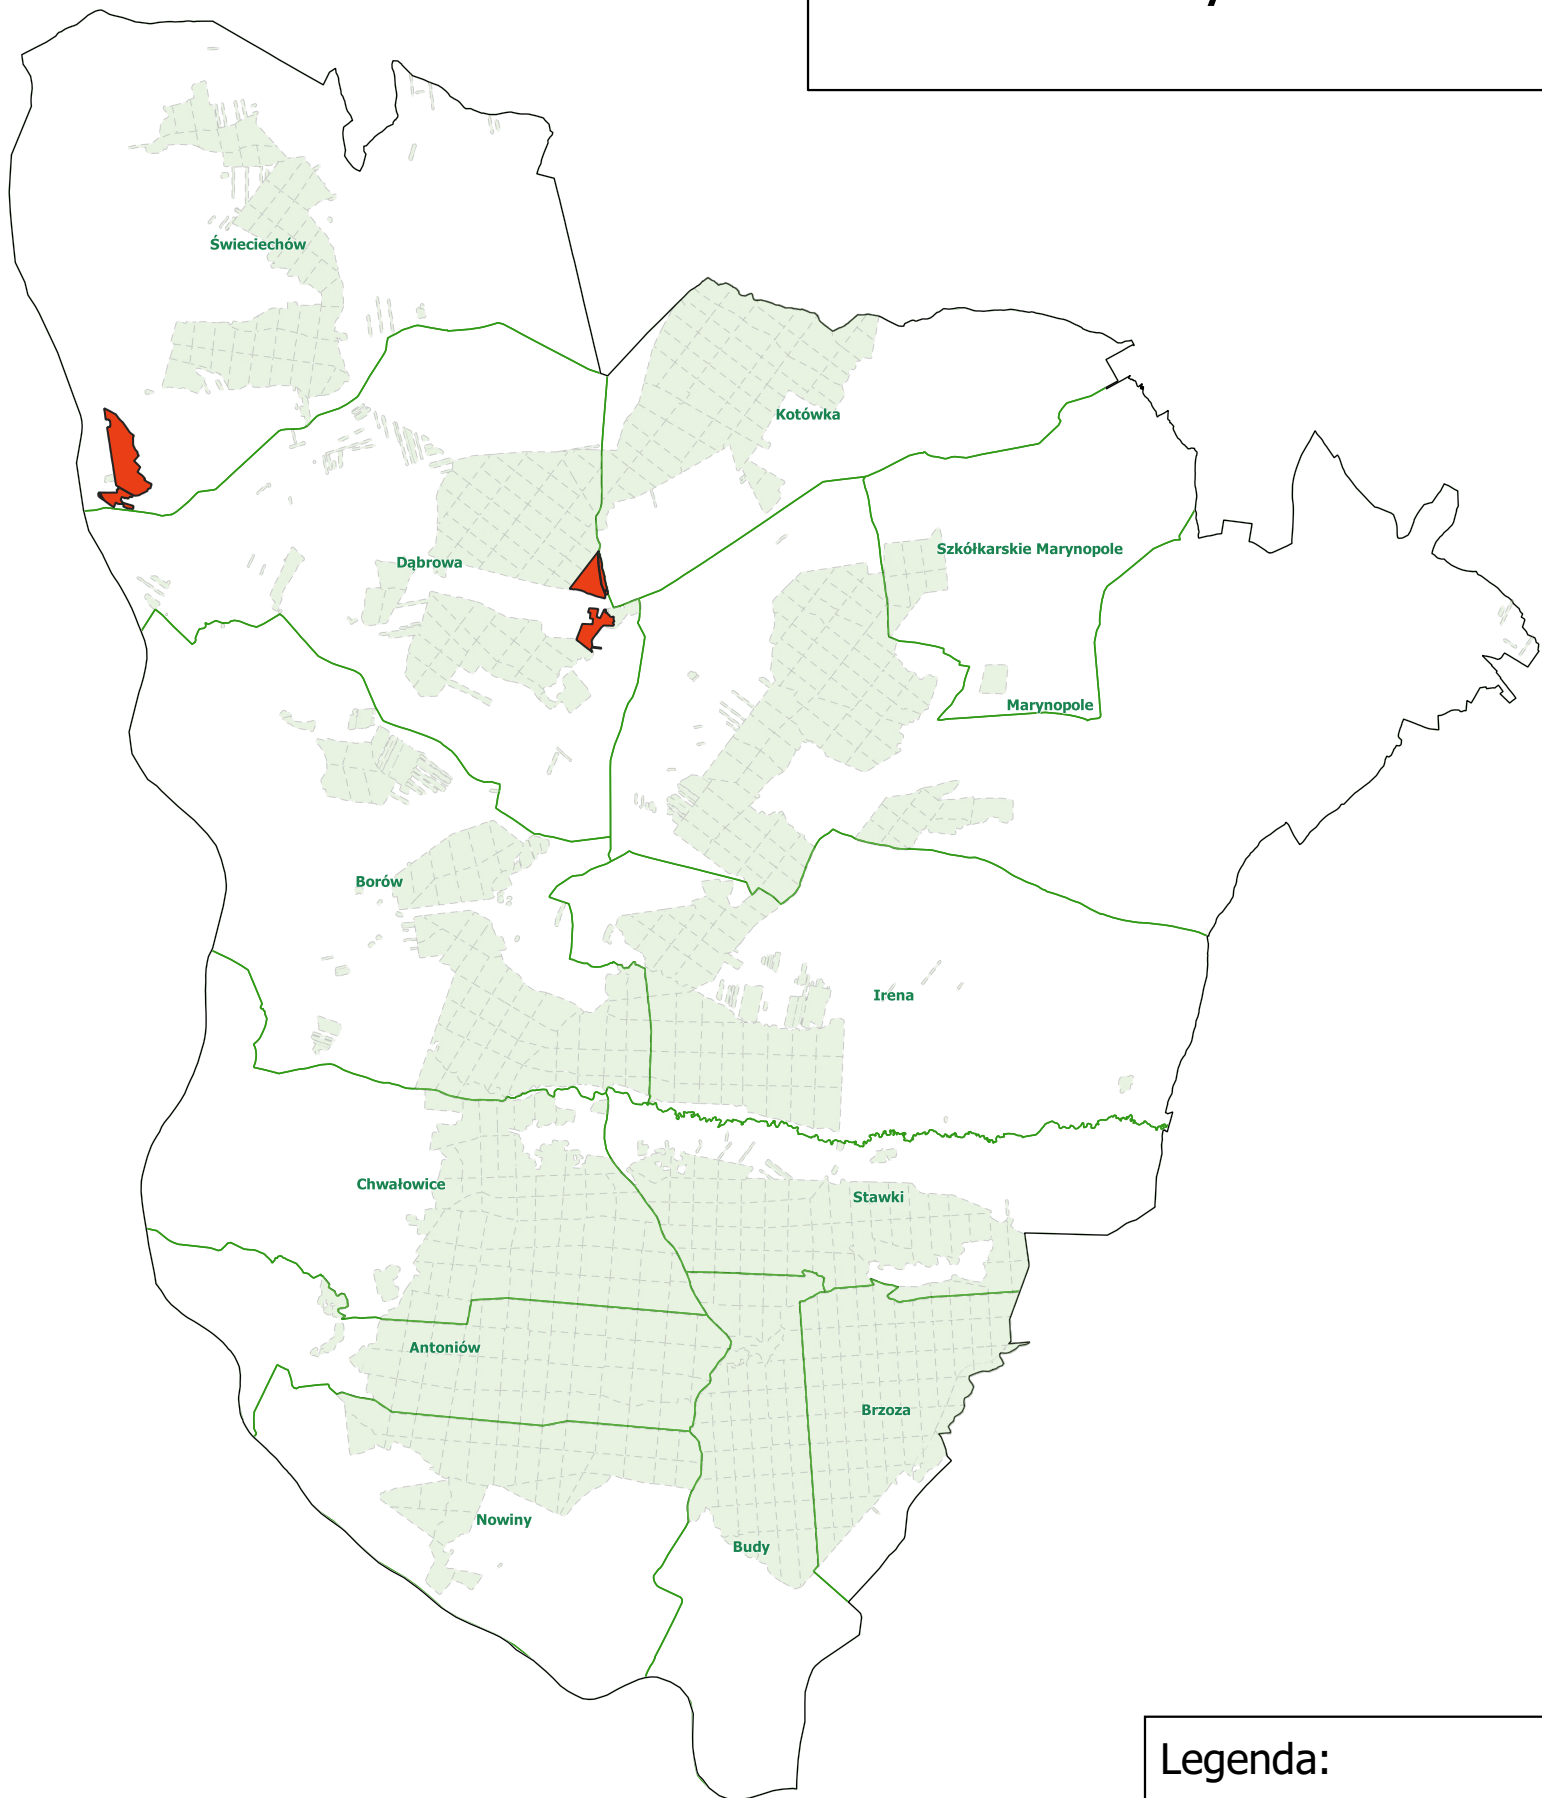 Świeciechów
Kotówka
Szkółkarskie Marynopole
Dąbrowa
Marynopole
Borów
Irena
Chwałowice
Stawki
Antoniów
Brzoza
Nowiny
Budy
Legenda: